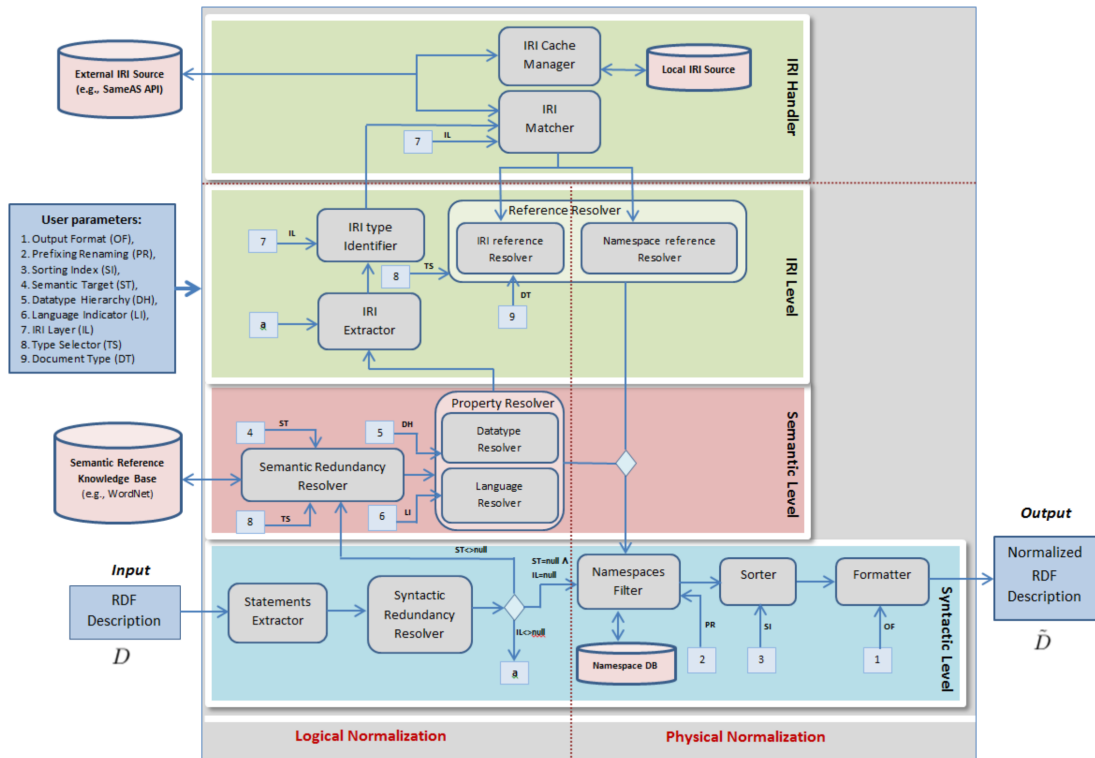 External IRI Source
(e.g., SameAS API)
IRI Cache
Manager
Local IRI Source
IRI
Matcher
7
IL
IRI Handler
User parameters:
1. Output Format (OF),
2. Prefixing Renaming (PR),
3. Sorting Index (SI)
4. Semantic Target (ST),
5. Datatype Hierarchy (DH),
6. Language Indicator (LI),
7. IRI Layer (IL)
8. Type Selector (TS)
9. Document Type (DT)
7
IL
IRI type
Identifier
8
TS
Reference Resolver
IRI reference
Resolver
Namespace reference
Resolver
DT
9
a
IRI
Extractor
IRI Level
Semantic Reference
Knowledge Base
(e.g., WordNet)
4
ST
Semantic Redundancy
Resolver
8
TS
5
DH
6
LI
Property Resolver
Datatype
Resolver
Language
Resolver
Semantic Level
Input
RDF
Description
D
Statements
Extractor
Syntactic
Redundancy
Resolver
ST<>null
ST=null Λ
IL=null
IL<>null
a
Namespaces
Filter
Namespace DB
PR
2
Sorter
SI
3
Formatter
OF
1
Syntactic Level
Output
Normalized
RDF
Description
D̃
Logical Normalization
Physical Normalization